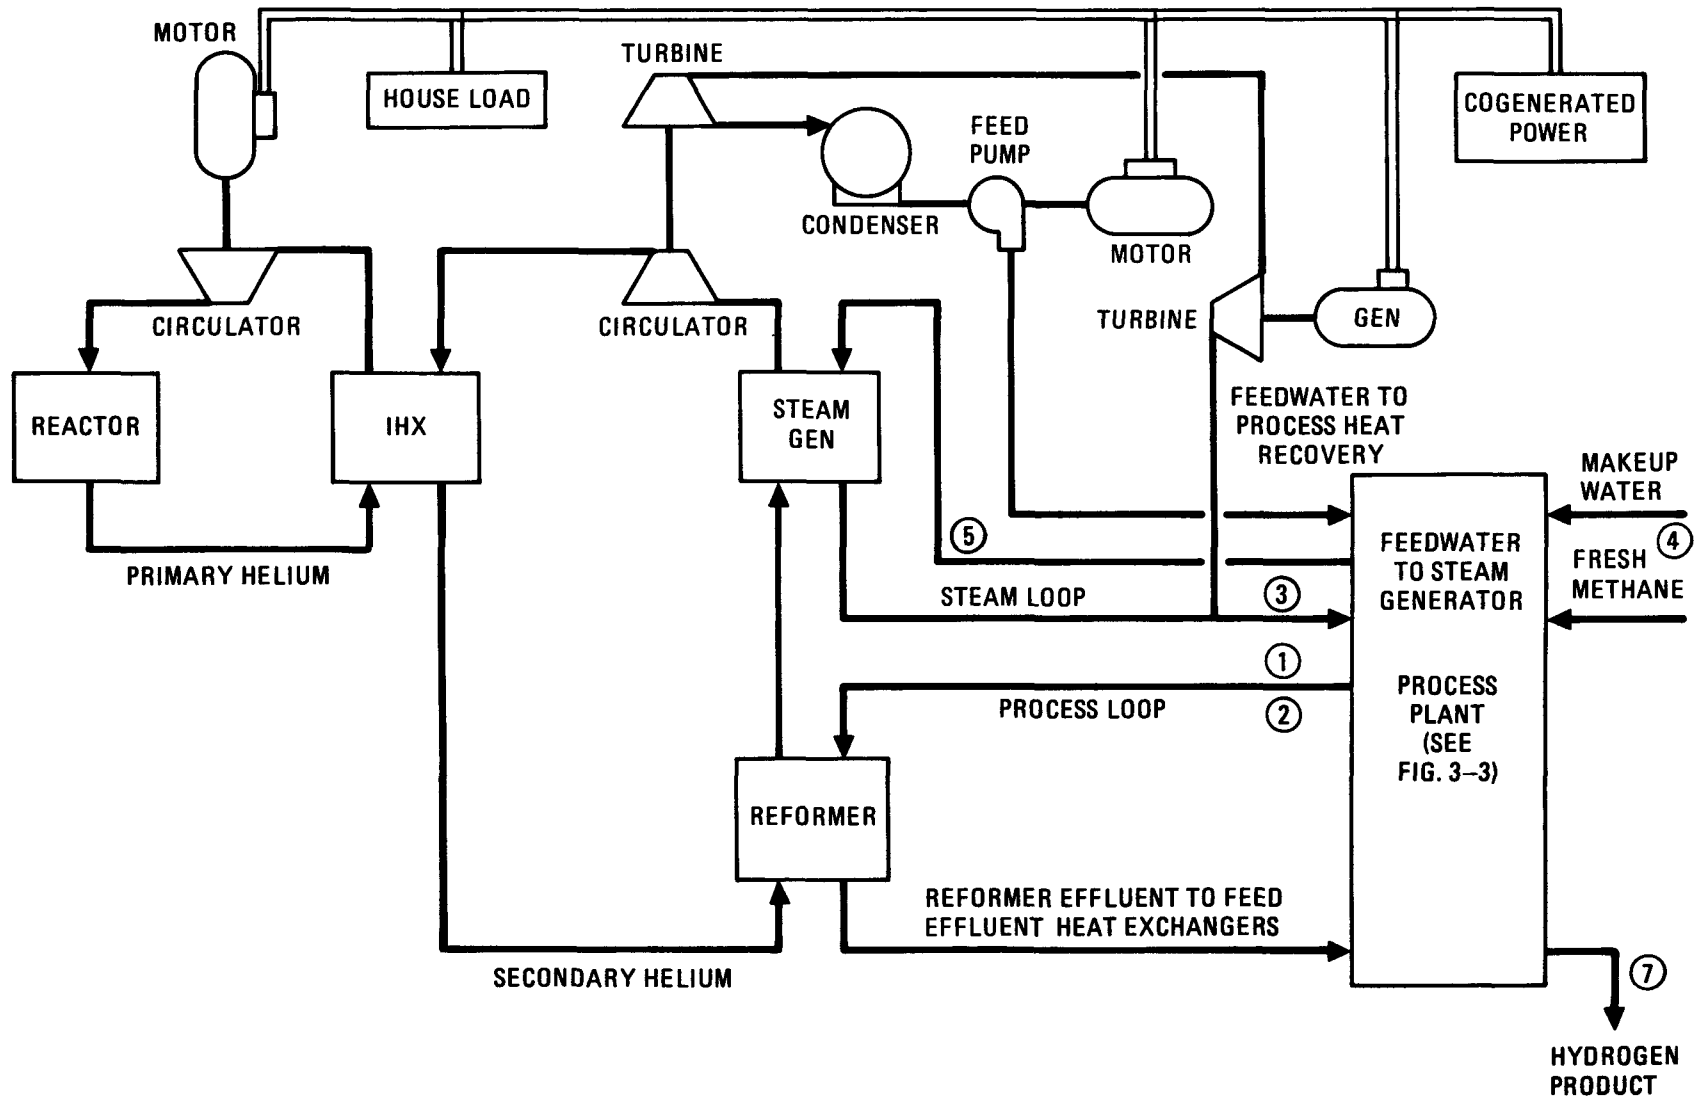 MOTOR
TURBINE
HOUSE LOAD
COGENERATED
POWER
FEED
PUMP
CONDENSER
MOTOR
CIRCULATOR
CIRCULATOR
TURBINE
GEN
REACTOR
IHX
STEAM
GEN
FEEDWATER TO
PROCESS HEAT
RECOVERY
MAKEUP
WATER
4
FRESH
METHANE
5
FEEDWATER
TO STEAM
GENERATOR
PRIMARY HELIUM
STEAM LOOP
3
1
PROCESS LOOP
2
PROCESS
PLANT
(SEE
FIG. 3–3)
REFORMER
REFORMER EFFLUENT TO FEED
EFFLUENT HEAT EXCHANGERS
SECONDARY HELIUM
7
HYDROGEN
PRODUCT